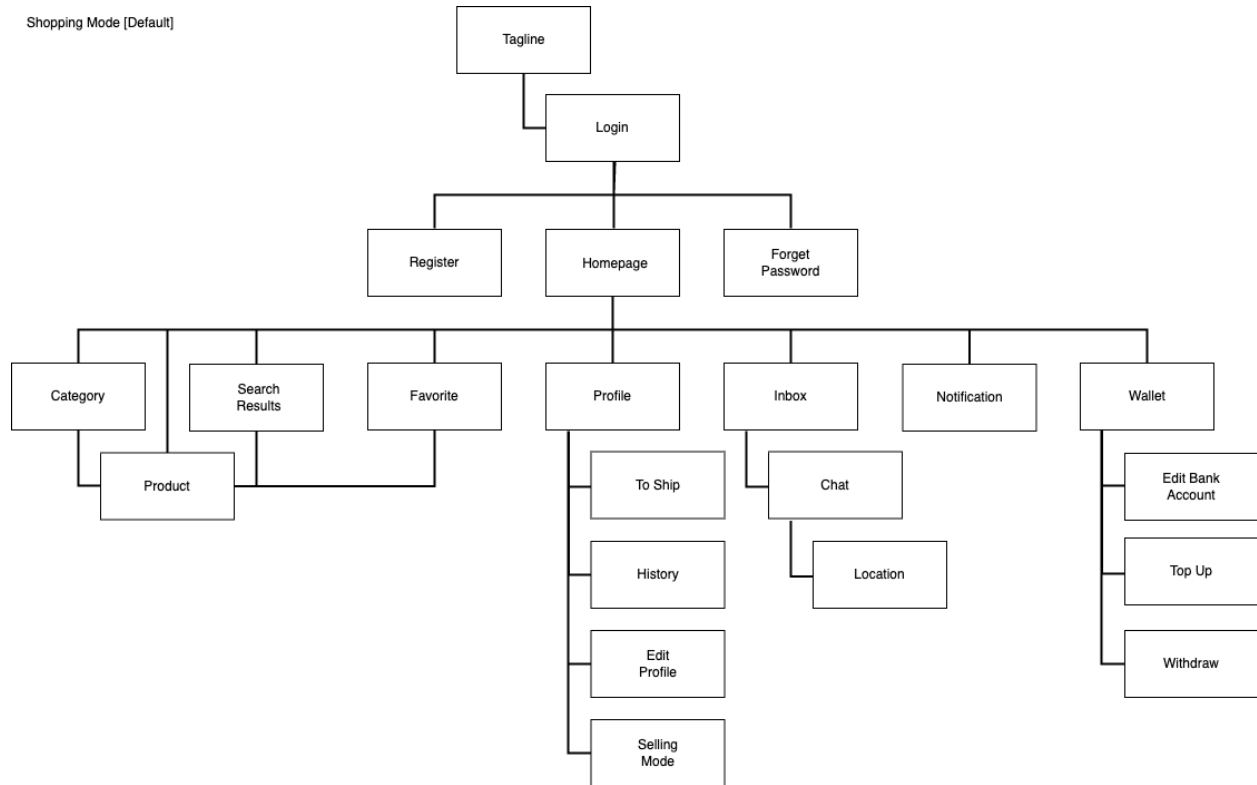 Shopping Mode [Default]
Tagline
Login
Register
Homepage
Forget
Password
Category
Search
Results
Favorite
Profile
Inbox
Notification
Wallet
Product
To Ship
Chat
Edit Bank
Account
History
Location
Top Up
Edit
Profile
Withdraw
Selling
Mode